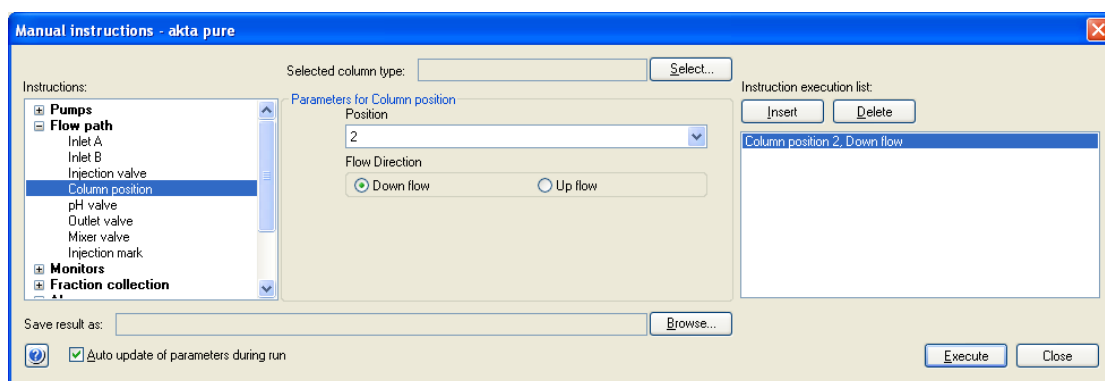 Manual instructions - akta pure
Selected column type:
Select...
Instructions:
Pumps
Flow path
Inlet A
Inlet B
Injection valve
Column position
pH valve
Outlet valve
Mixer valve
Injection mark
Monitors
Fraction collection
Parameters for Column position
Position
2
Flow Direction
Down flow
Up flow
Instruction execution list:
Insert
Delete
Column position 2, Down flow
Save result as:
Browse...
Auto update of parameters during run
Execute
Close